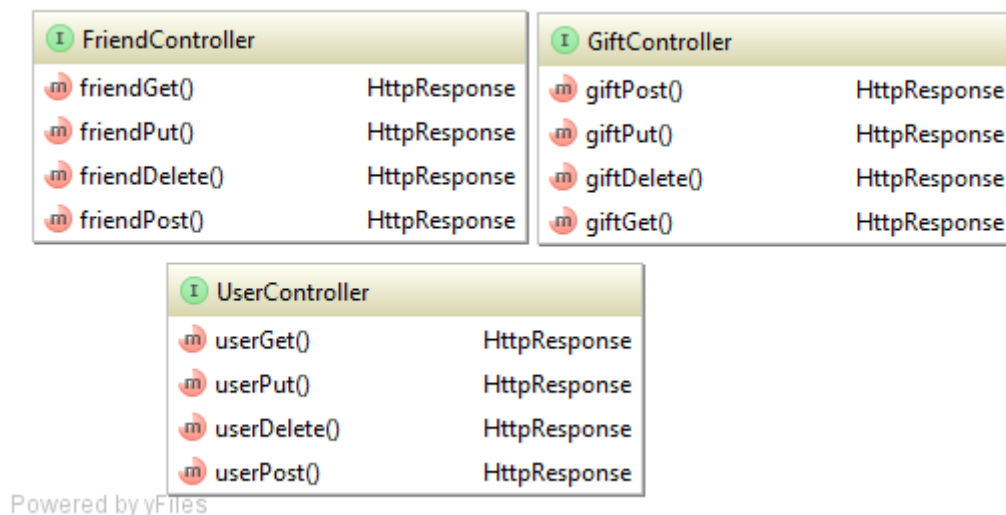 I FriendController
m friendGet() HttpResponse
m friendPut() HttpResponse
m friendDelete() HttpResponse
m friendPost() HttpResponse
I GiftController
m giftPost() HttpResponse
m giftPut() HttpResponse
m giftDelete() HttpResponse
m giftGet() HttpResponse
I UserController
m userGet() HttpResponse
m userPut() HttpResponse
m userDelete() HttpResponse
m userPost() HttpResponse
Powered by yFiles